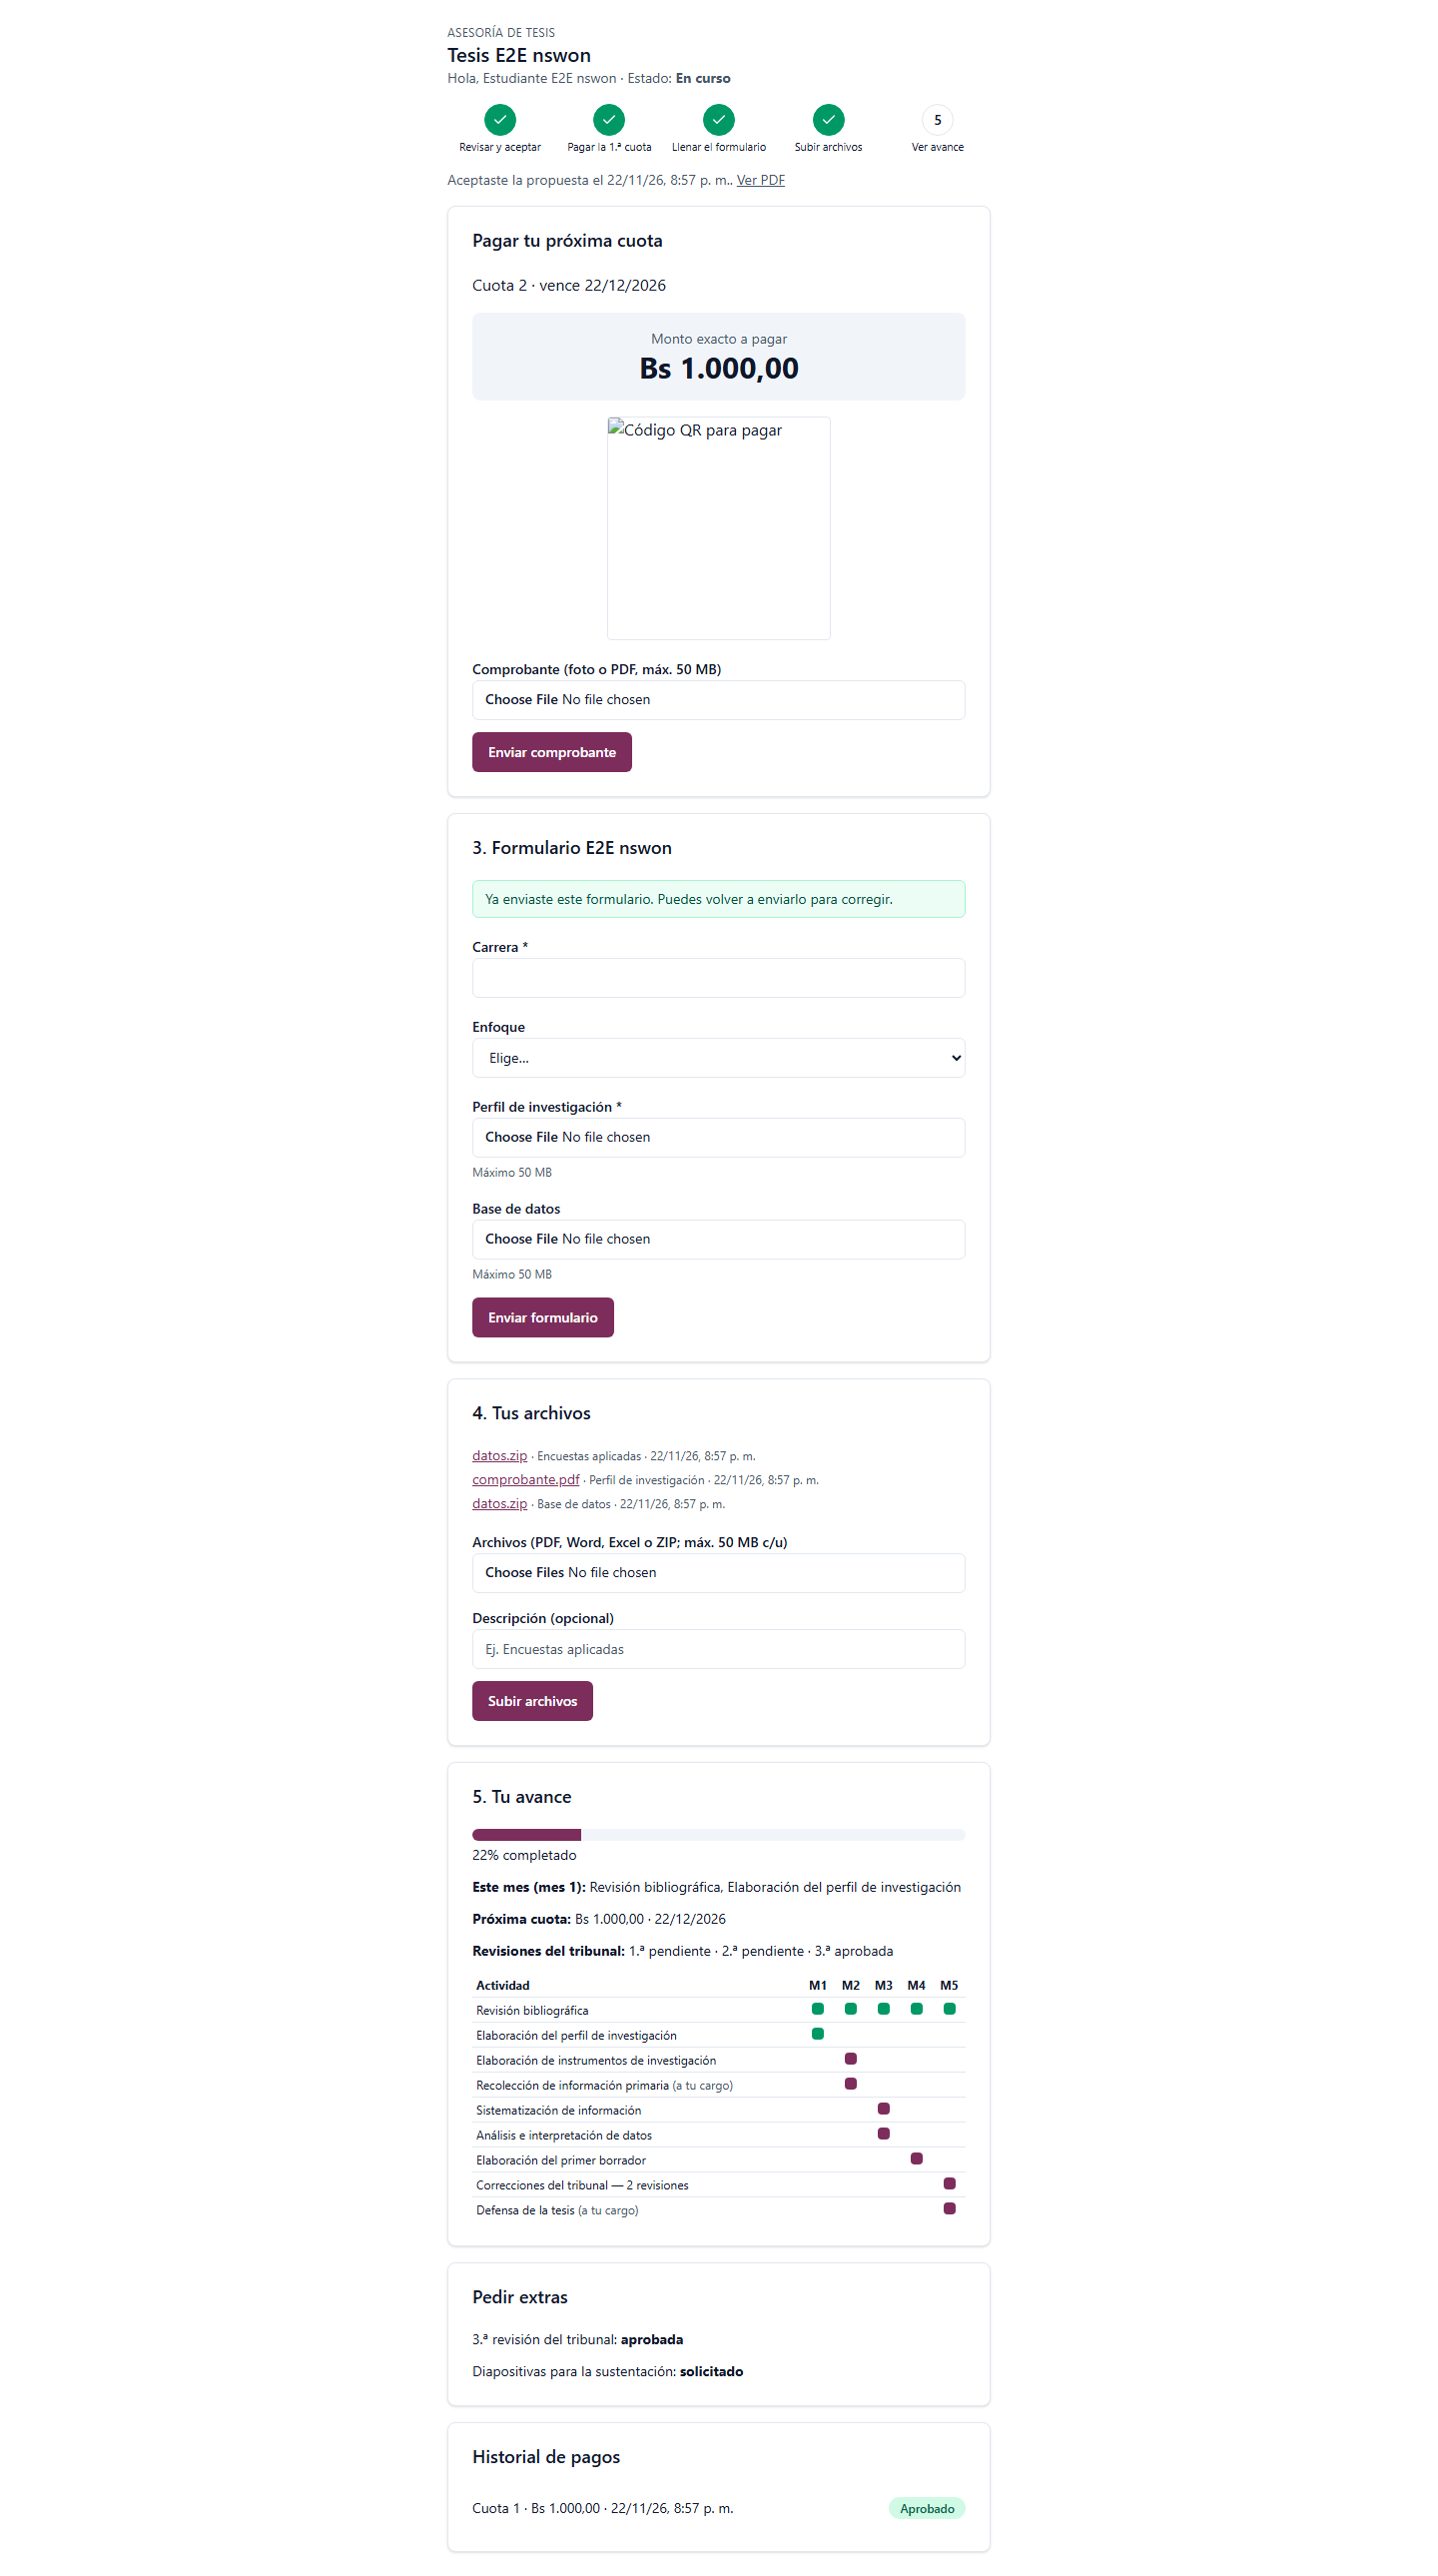 ASESORÍA DE TESIS
Tesis E2E nswon
Hola, Estudiante E2E nswon · Estado: En curso
5
Revisar y aceptar Pagar la 1.ª cuota Llenar el formulario Subir archivos Ver avance
Aceptaste la propuesta el 22/11/26, 8:57 p. m.. Ver PDF
Pagar tu próxima cuota
Cuota 2 · vence 22/12/2026
Monto exacto a pagar
Bs 1.000,00
Código QR para pagar
Comprobante (foto o PDF, máx. 50 MB)
Choose File No file chosen
Enviar comprobante
3. Formulario E2E nswon
Ya enviaste este formulario. Puedes volver a enviarlo para corregir.
Carrera *
Enfoque
Elige...
Perfil de investigación *
Choose File No file chosen
Máximo 50 MB
Base de datos
Choose File No file chosen
Máximo 50 MB
Enviar formulario
4. Tus archivos
datos.zip · Encuestas aplicadas · 22/11/26, 8:57 p. m.
comprobante.pdf · Perfil de investigación · 22/11/26, 8:57 p. m.
datos.zip · Base de datos · 22/11/26, 8:57 p. m.
Archivos (PDF, Word, Excel o ZIP; máx. 50 MB c/u)
Choose Files No file chosen
Descripción (opcional)
Ej. Encuestas aplicadas
Subir archivos
5. Tu avance
22% completado
Este mes (mes 1): Revisión bibliográfica, Elaboración del perfil de investigación
Próxima cuota: Bs 1.000,00 · 22/12/2026
Revisiones del tribunal: 1.ª pendiente · 2.ª pendiente · 3.ª aprobada
Actividad M1 M2 M3 M4 M5
Revisión bibliográfica
Elaboración del perfil de investigación
Elaboración de instrumentos de investigación
Recolección de información primaria (a tu cargo)
Sistematización de información
Análisis e interpretación de datos
Elaboración del primer borrador
Correcciones del tribunal — 2 revisiones
Defensa de la tesis (a tu cargo)
Pedir extras
3.ª revisión del tribunal: aprobada
Diapositivas para la sustentación: solicitado
Historial de pagos
Cuota 1 · Bs 1.000,00 · 22/11/26, 8:57 p. m. Aprobado